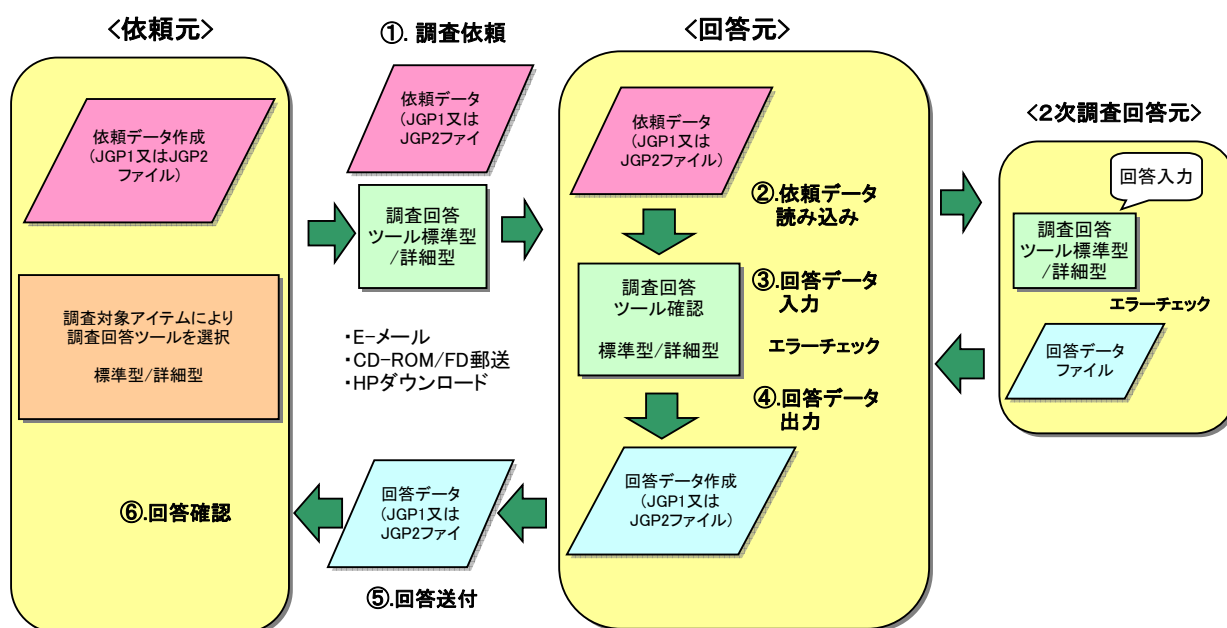 <依頼元>
依頼データ作成
(JGP1又はJGP2
ファイル)
調査対象アイテムにより
調査回答ツールを選択
標準型/詳細型
⑥.回答確認
①. 調査依頼
依頼データ
(JGP1又は
JGP2ファイ
調査回答
ツール標準型
/詳細型
・E-メール
・CD-ROM/FD郵送
・HPダウンロード
回答データ
(JGP1又は
JGP2ファイ
⑤.回答送付
<回答元>
依頼データ
(JGP1又は
JGP2ファイル)
②.依頼データ
読み込み
調査回答
ツール確認
標準型/詳細型
③.回答データ
入力
エラーチェック
④.回答データ
出力
回答データ作成
(JGP1又は
JGP2ファイル)
<2次調査回答元>
回答入力
調査回答
ツール標準型
/詳細型
エラーチェック
回答データ
ファイル